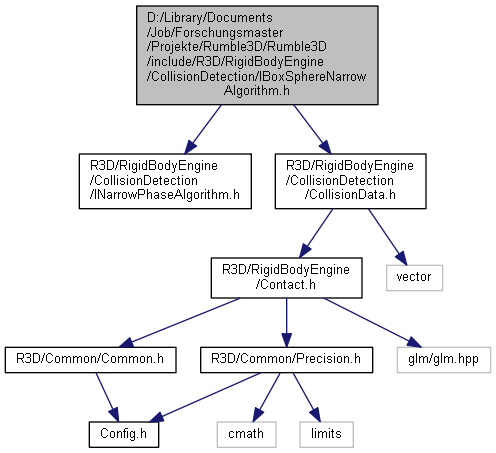 D:/Library/Documents
/Job/Forschungsmaster
/Projekte/Rumble3D/Rumble3D
/include/R3D/RigidBodyEngine
/CollisionDetection/IBoxSphereNarrow
Algorithm.h
R3D/RigidBodyEngine
/CollisionDetection
/INarrowPhaseAlgorithm.h
R3D/RigidBodyEngine
/CollisionDetection
/CollisionData.h
R3D/RigidBodyEngine
/Contact.h
vector
R3D/Common/Common.h
R3D/Common/Precision.h
glm/glm.hpp
Config.h
cmath
limits